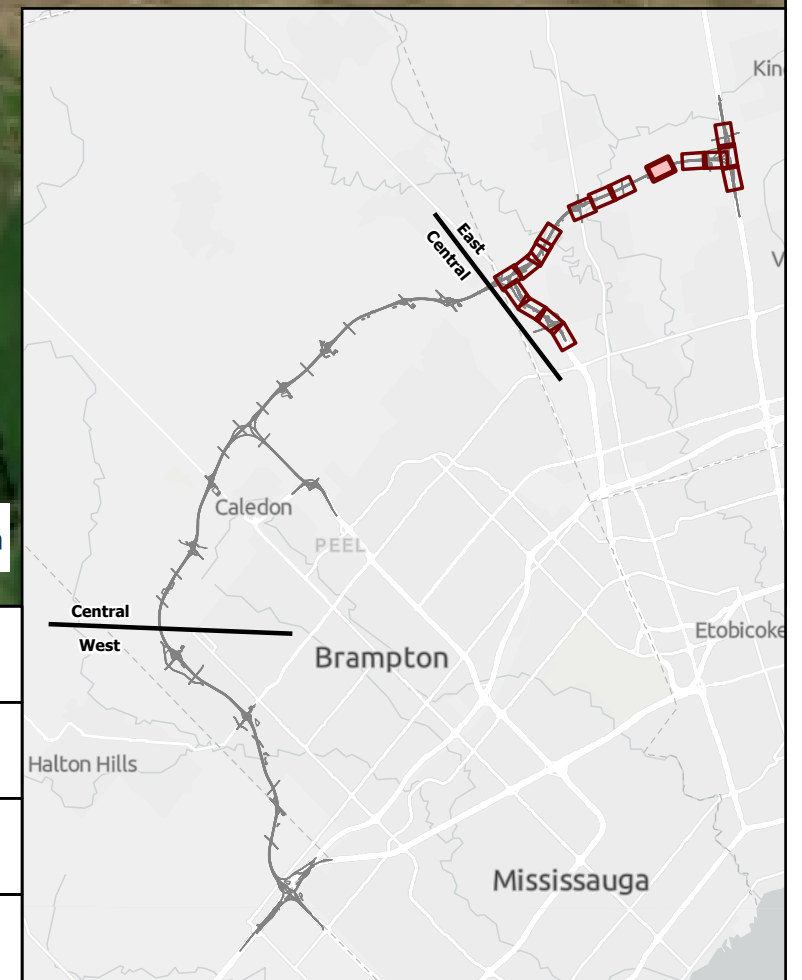 Kin
East
Central
V
Caledon
PEEL
Central
West
Etobicoke
Brampton
Halton Hills
Mississauga